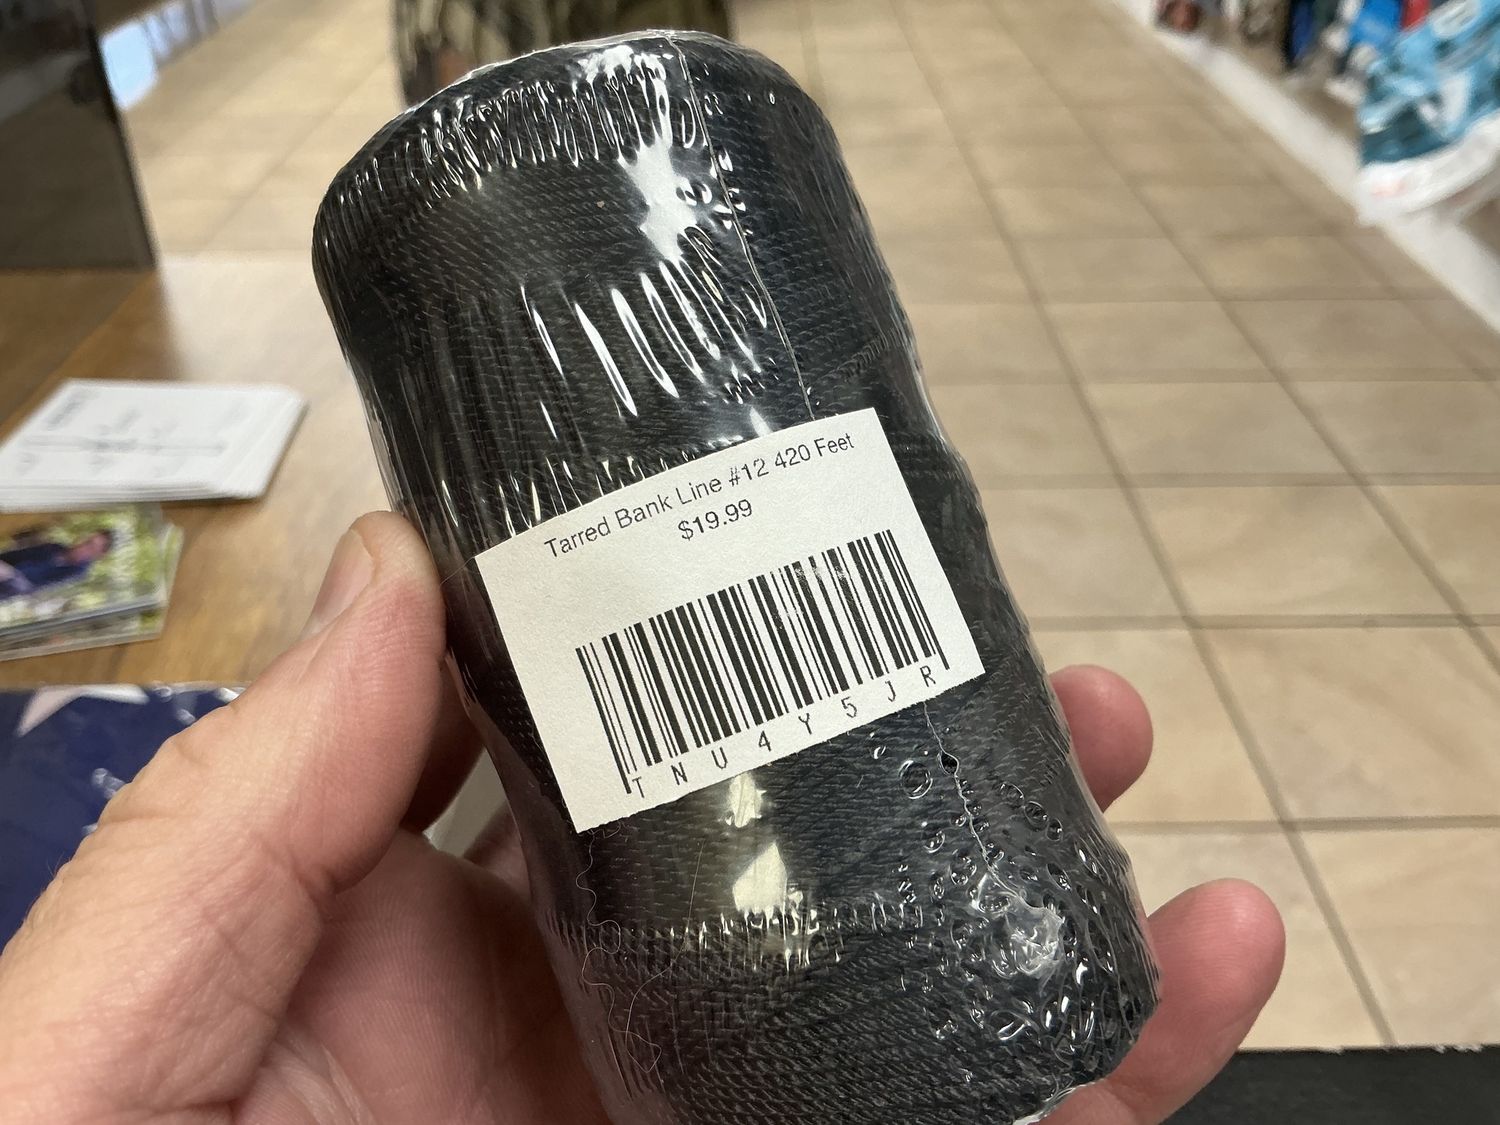 Tarred Bank Line #12 420 Feet
$19.99
TNU4Y5JR